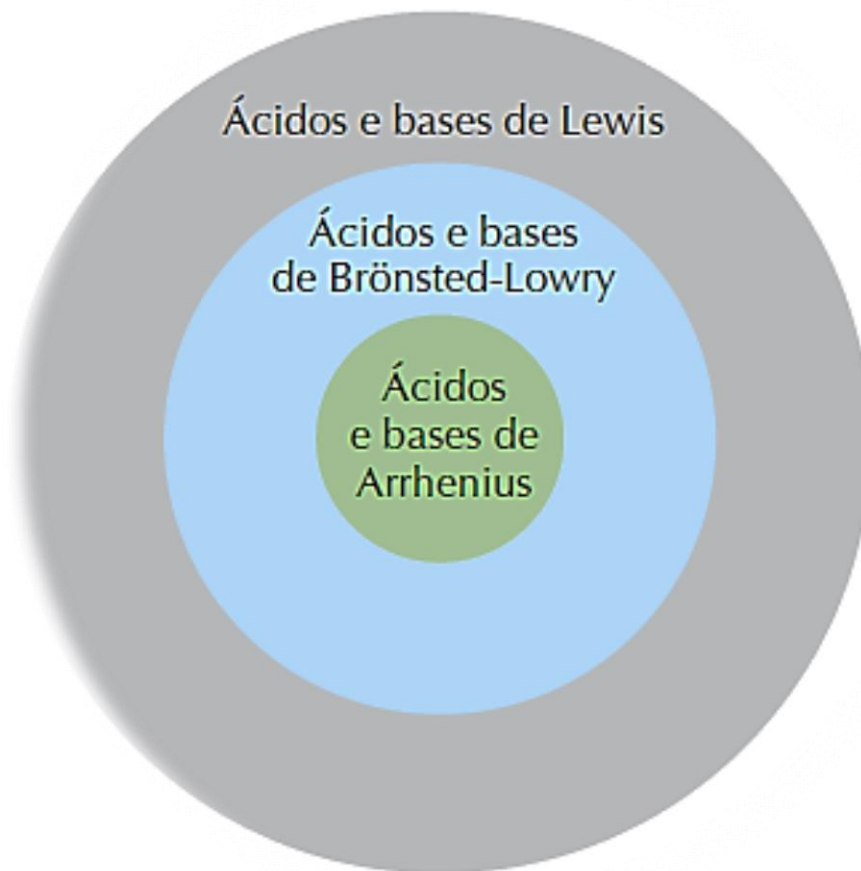 Ácidos e bases de Lewis
Ácidos e bases
de Brönsted-Lowry
Ácidos
e bases de
Arrhenius